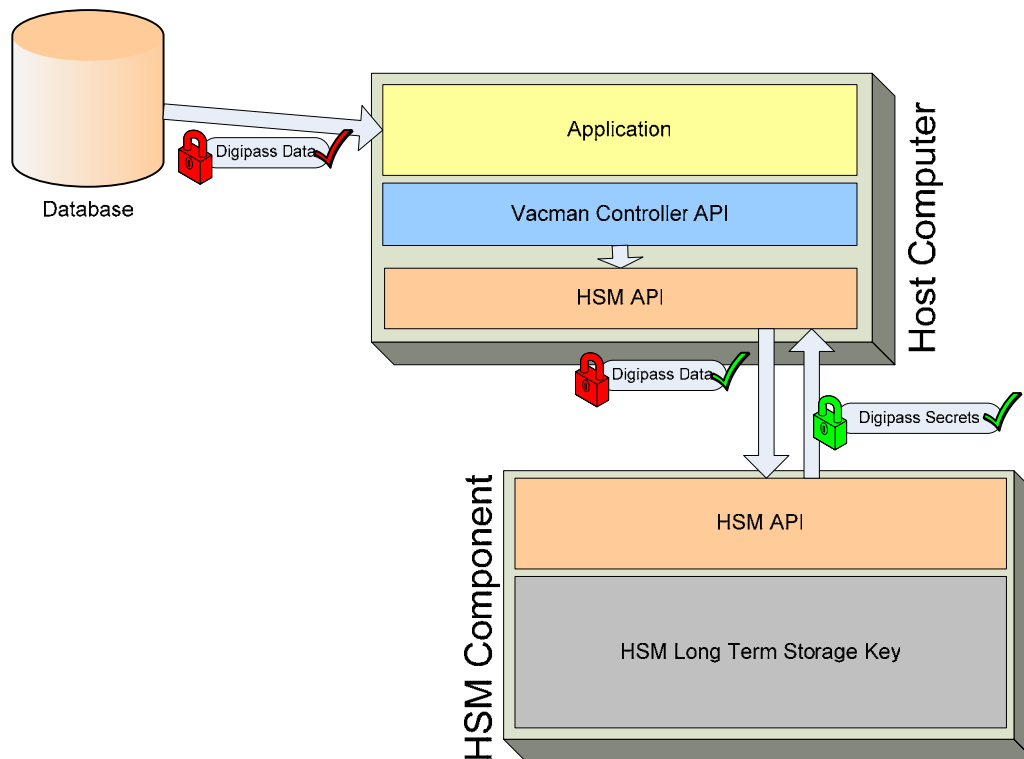 Application
Digipass Data
Database
Vacman Controller API
HSM API
Host Computer
Digipass Data
Digipass Secrets
HSM API
HSM Long Term Storage Key
HSM Component